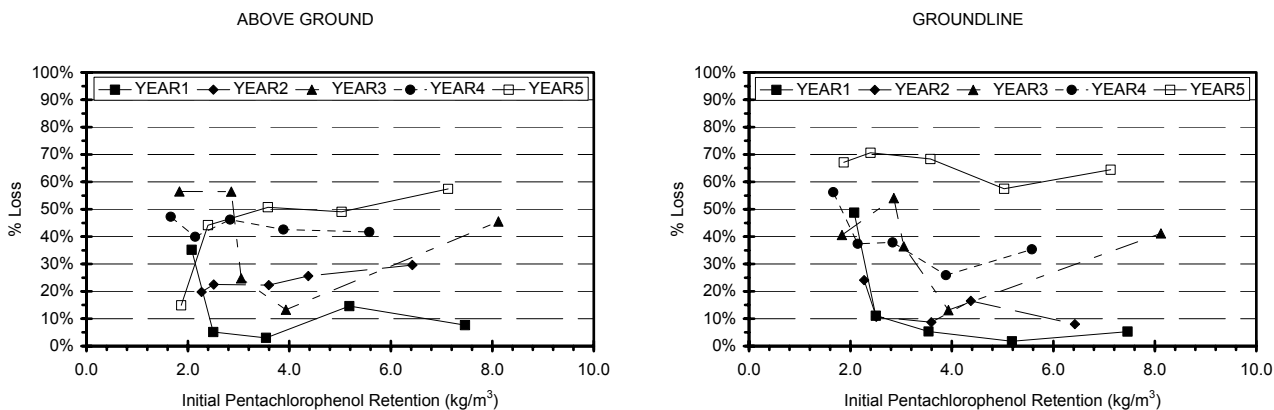 ABOVE GROUND
% Loss
100%
90%
80%
70%
60%
50%
40%
30%
20%
10%
0%
YEAR1 YEAR2 YEAR3 YEAR4 YEAR5
0.0 2.0 4.0 6.0 8.0 10.0
Initial Pentachlorophenol Retention (kg/m³)
GROUNDLINE
% Loss
100%
90%
80%
70%
60%
50%
40%
30%
20%
10%
0%
YEAR1 YEAR2 YEAR3 YEAR4 YEAR5
0.0 2.0 4.0 6.0 8.0 10.0
Initial Pentachlorophenol Retention (kg/m³)